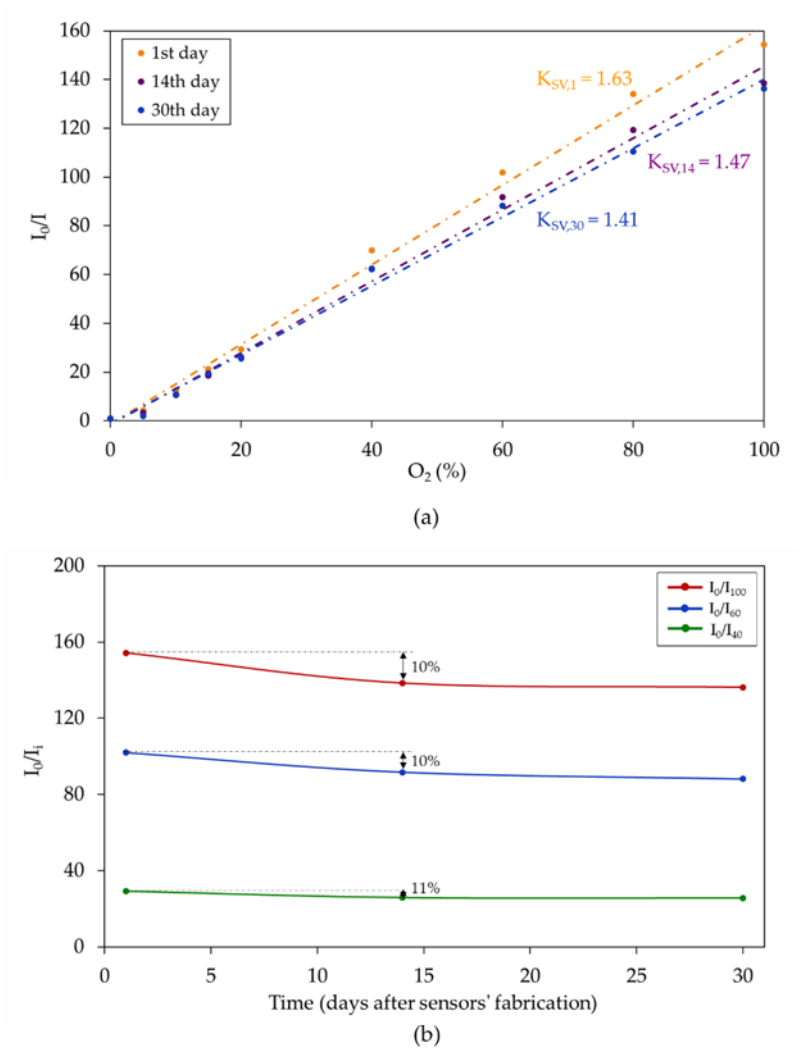 160
140
120
100
80
60
40
20
0
I₀/I
1st day
14th day
30th day
K_SV,1 = 1.63
K_SV,14 = 1.47
K_SV,30 = 1.41
0 20 40 60 80 100
O₂ (%)
(a)
200
160
120
80
40
0
I₀/Iᵢ
I₀/I₁₀₀
I₀/I₆₀
I₀/I₄₀
10%
10%
11%
0 5 10 15 20 25 30
Time (days after sensors' fabrication)
(b)